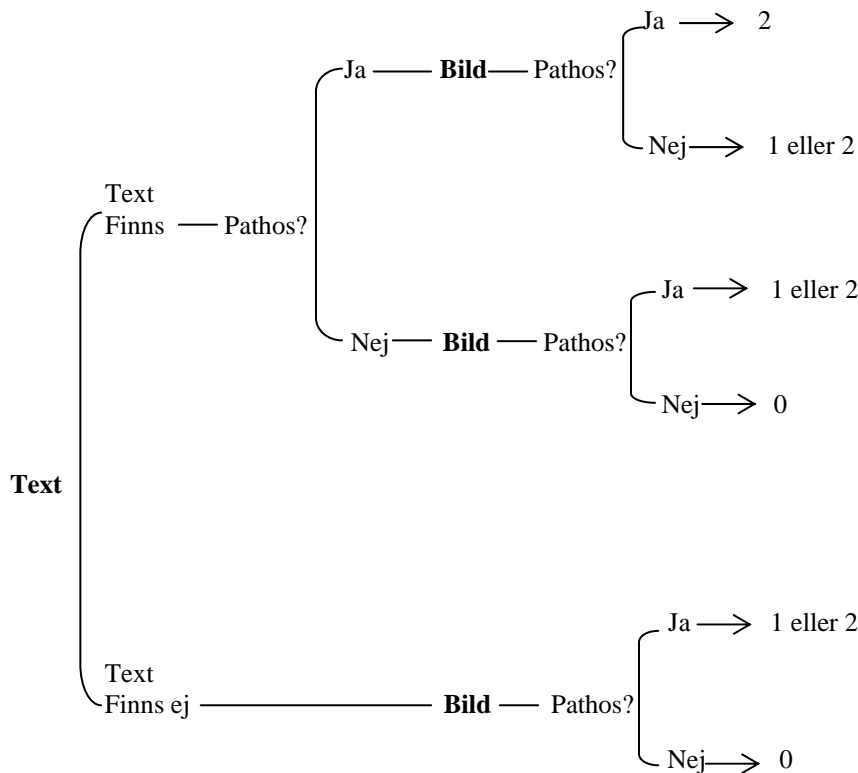 Ja 2
Ja Bild Pathos?
Nej 1 eller 2
Text
Finns Pathos?
Ja 1 eller 2
Nej Bild Pathos?
Nej 0
Text
Ja 1 eller 2
Text
Finns ej Bild Pathos?
Nej 0